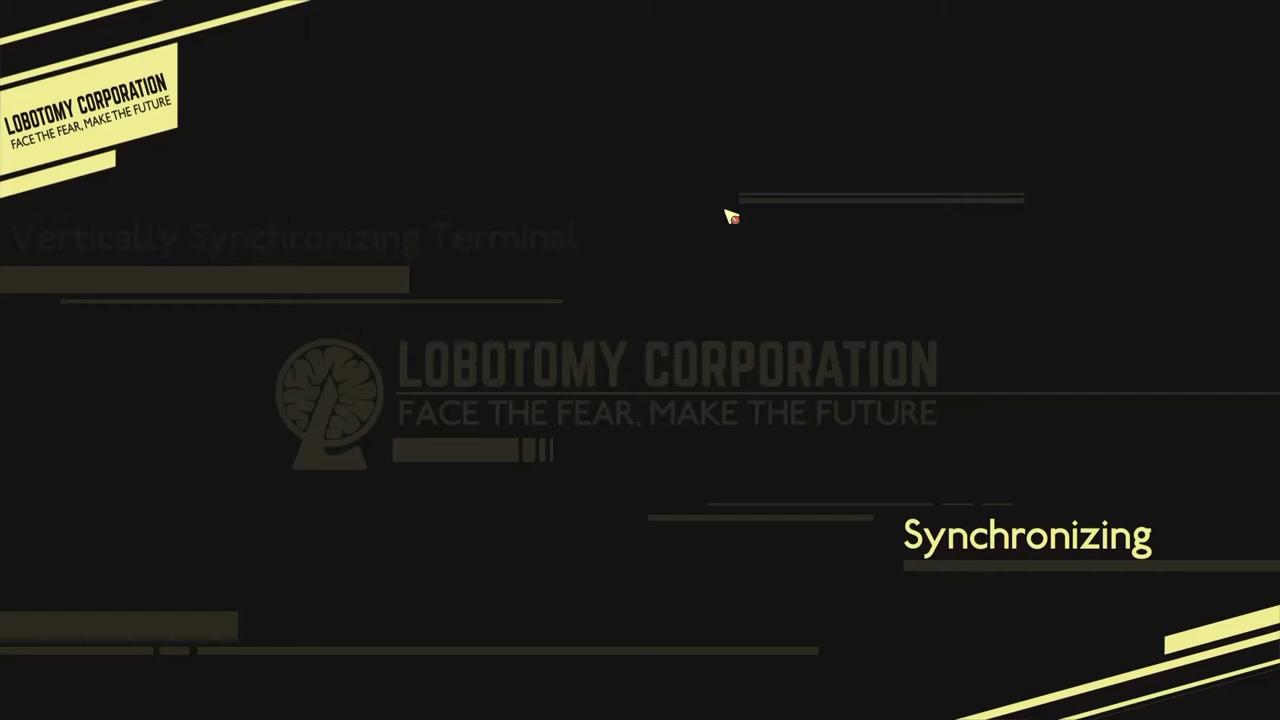 LOBOTOMY CORPORATION
FACE THE FEAR, MAKE THE FUTURE
Vertically Synchronizing Terminal
LOBOTOMY CORPORATION
FACE THE FEAR, MAKE THE FUTURE
Synchronizing